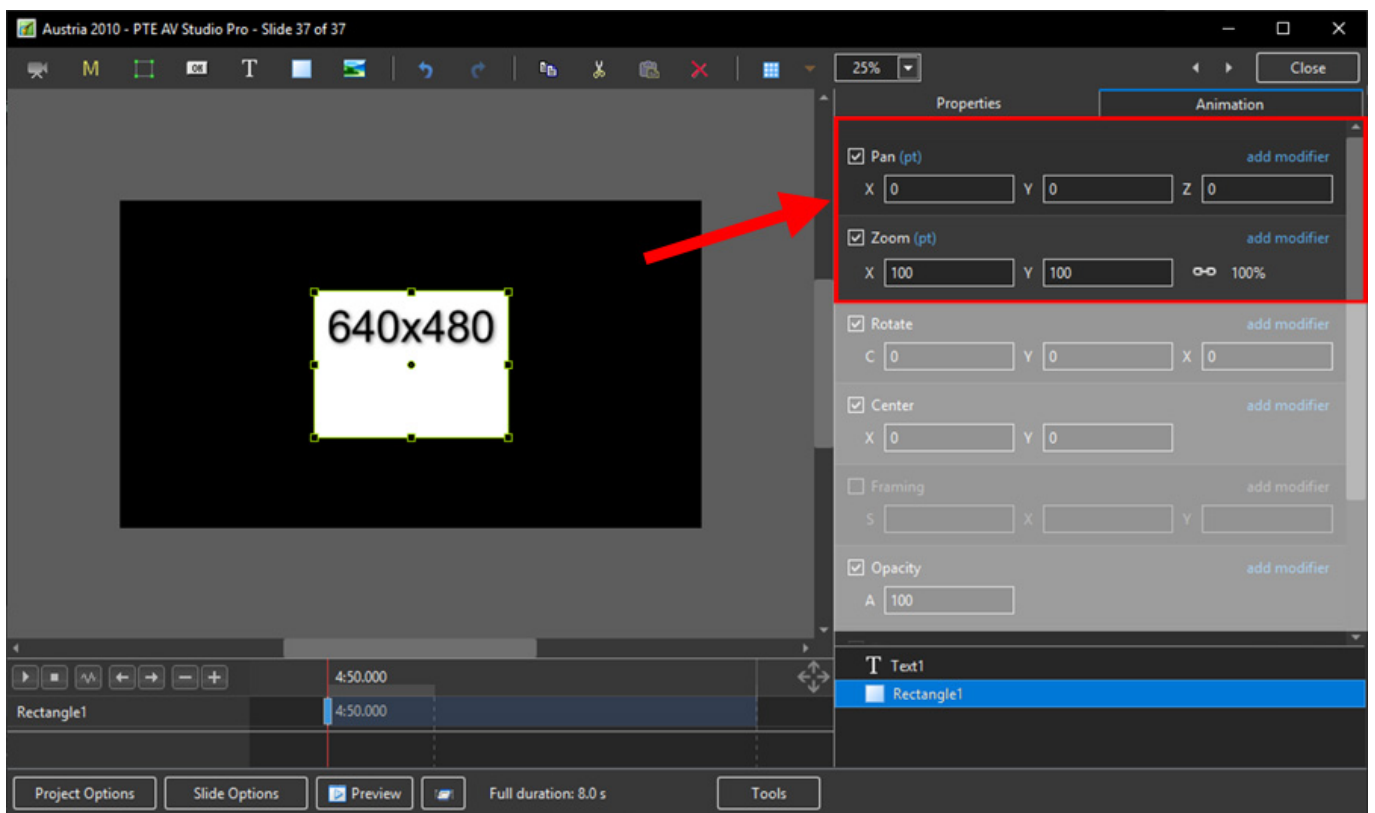 Austria 2010 - PTE AV Studio Pro - Slide 37 of 37
M OK T 25% Close
Properties Animation
Pan (pt) add modifier
X 0 Y 0 Z 0
Zoom (pt) add modifier
X 100 Y 100 100%
640x480
Rotate add modifier
C 0 Y 0 X 0
Center add modifier
X 0 Y 0
Framing add modifier
S X Y
Opacity add modifier
A 100
4:50.000
T Text1
Rectangle1
Rectangle1 4:50.000
Project Options Slide Options Preview Full duration: 8.0 s Tools